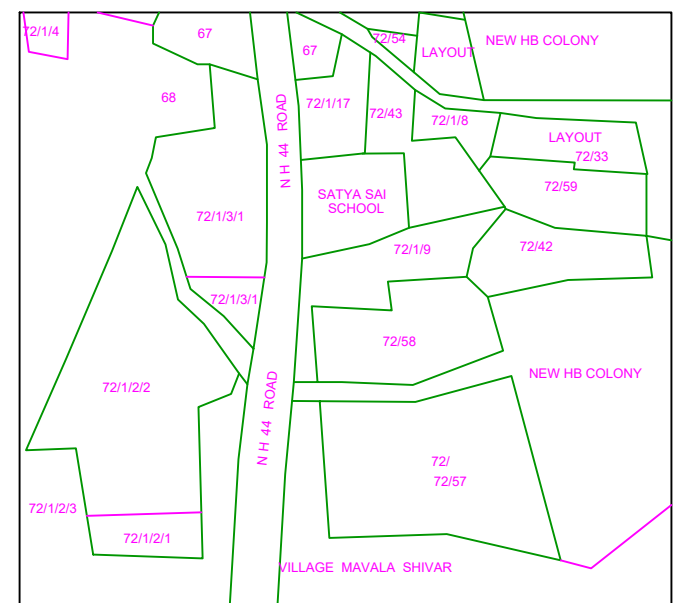 72/1/4
67
67
72/54
LAYOUT
NEW HB COLONY
68
72/1/17
72/43
72/1/8
LAYOUT
72/33
N H 44 ROAD
72/59
SATYA SAI
SCHOOL
72/1/3/1
72/1/9
72/42
72/1/3/1
72/58
NEW HB COLONY
72/1/2/2
N H 44 ROAD
72/
72/57
72/1/2/3
72/1/2/1
VILLAGE MAVALA SHIVAR